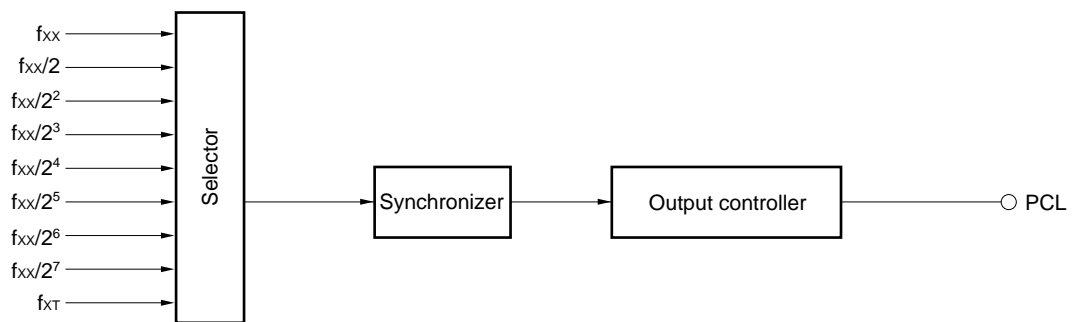 fXX
fXX/2
fXX/2²
fXX/2³
fXX/2⁴
fXX/2⁵
fXX/2⁶
fXX/2⁷
fXT
Selector
Synchronizer
Output controller
PCL